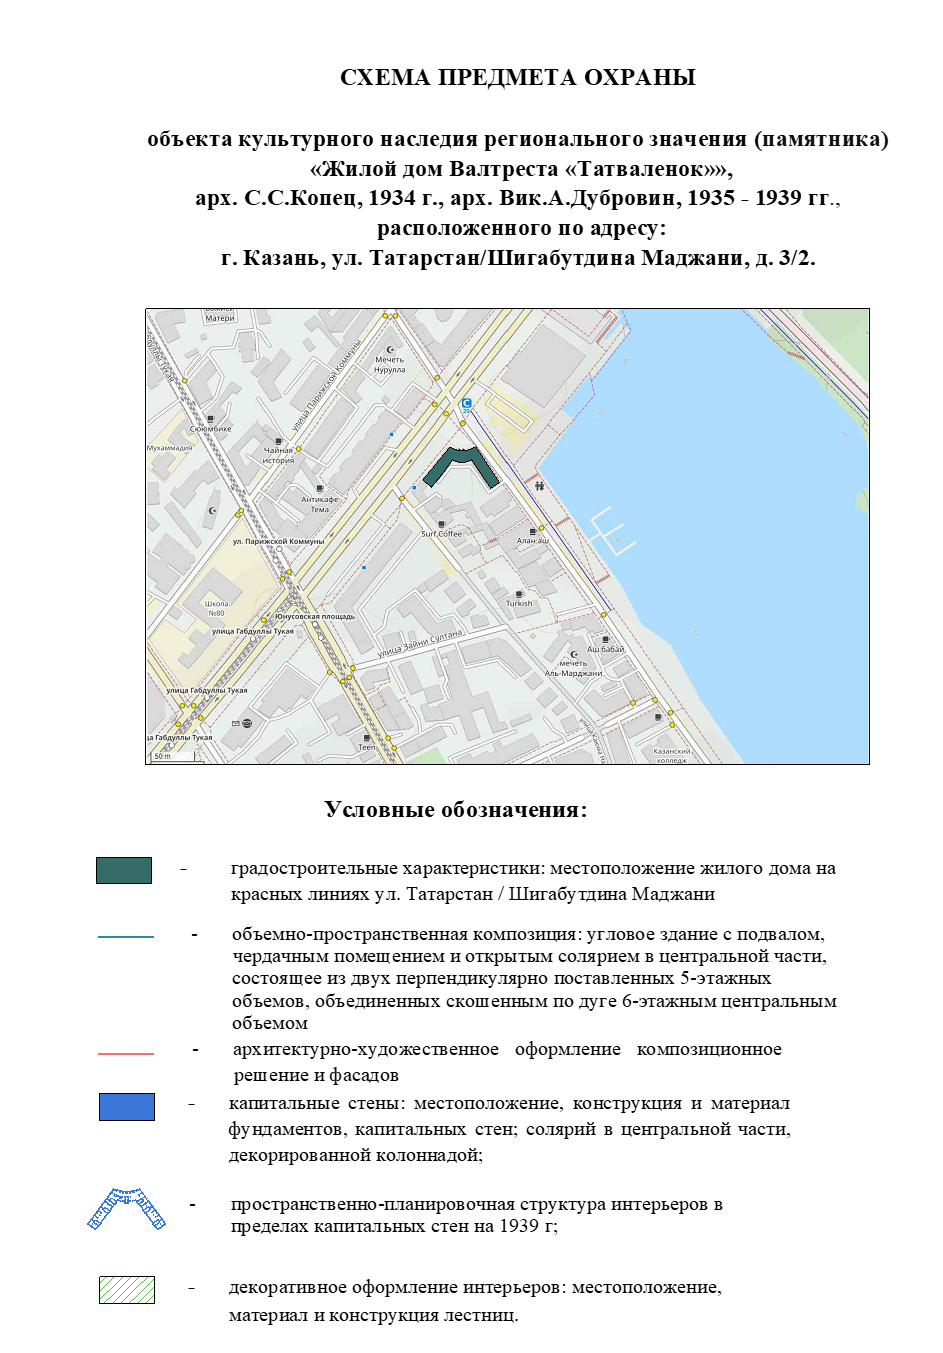 СХЕМА ПРЕДМЕТА ОХРАНЫ
объекта культурного наследия регионального значения (памятника)
«Жилой дом Валтреста «Татваленок»»,
арх. С.С.Копец, 1934 г., арх. Вик.А.Дубровин, 1935 - 1939 гг.,
расположенного по адресу:
г. Казань, ул. Татарстан/Шигабутдина Маджани, д. 3/2.
Матери
Мечеть
Нурулла
улица Парижской Коммуны
20
Сююмбике
Мухаммадия
Чайная
история
Антикафе
Тема
Surf Coffee
Алан аш
ул. Парижской Коммуны
Школа
№80
Turkish
Юнусовская площадь
улица Габдуллы Тукая
улица Зайни Султана
Аш бабай
мечеть
Аль-Марджани
улица Габдуллы Тукая
ца Габдуллы Тукая
Teen
Казанский
колледж
50 m
Условные обозначения:
- градостроительные характеристики: местоположение жилого дома на
красных линиях ул. Татарстан / Шигабутдина Маджани
- объемно-пространственная композиция: угловое здание с подвалом,
чердачным помещением и открытым солярием в центральной части,
состоящее из двух перпендикулярно поставленных 5-этажных
объемов, объединенных скошенным по дуге 6-этажным центральным
объемом
- архитектурно-художественное оформление композиционное
решение и фасадов
- капитальные стены: местоположение, конструкция и материал
фундаментов, капитальных стен; солярий в центральной части,
декорированной колоннадой;
- пространственно-планировочная структура интерьеров в
пределах капитальных стен на 1939 г;
- декоративное оформление интерьеров: местоположение,
материал и конструкция лестниц.